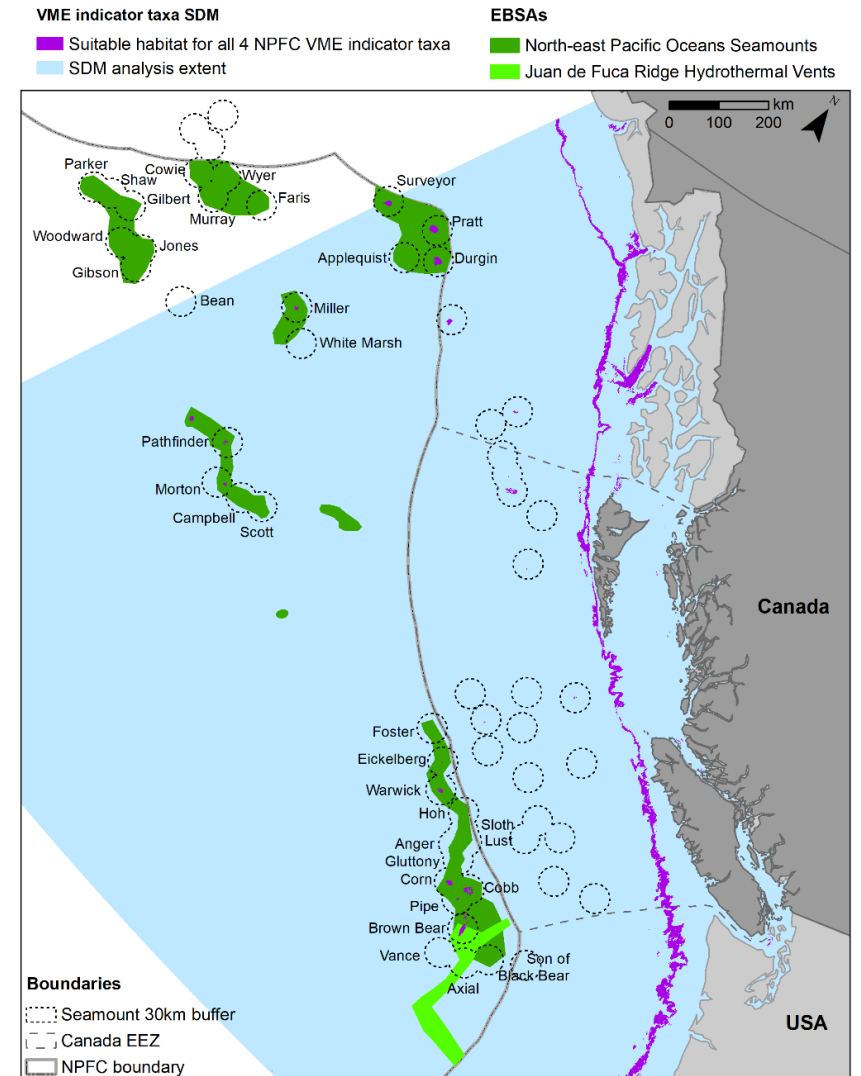 VME indicator taxa SDM
Suitable habitat for all 4 NPFC VME indicator taxa
SDM analysis extent
EBSAs
North-east Pacific Oceans Seamounts
Juan de Fuca Ridge Hydrothermal Vents
km
0 100 200
N
Parker
Shaw
Gilbert
Cowie
Wyer
Faris
Murray
Woodward
Jones
Gibson
Bean
Surveyor
Pratt
Applequist
Durgin
Miller
White Marsh
Pathfinder
Morton
Campbell
Scott
Canada
Foster
Eickelberg
Warwick
Hoh
Sloth
Lust
Anger
Gluttony
Corn
Cobb
Pipe
Brown Bear
Vance
Son of
Black Bear
Axial
USA
Boundaries
Seamount 30km buffer
Canada EEZ
NPFC boundary